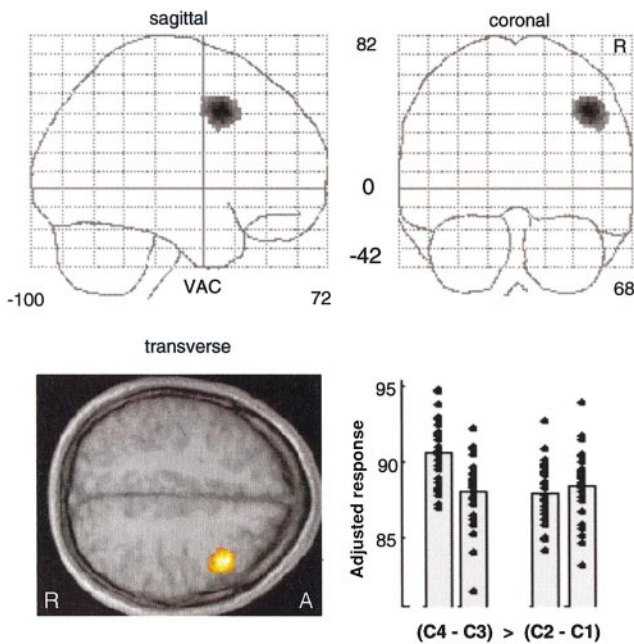 sagittal
coronal
82
R
0
-42
-100
VAC
72
68
transverse
R
A
95
90
85
Adjusted response
(C4 - C3) > (C2 - C1)